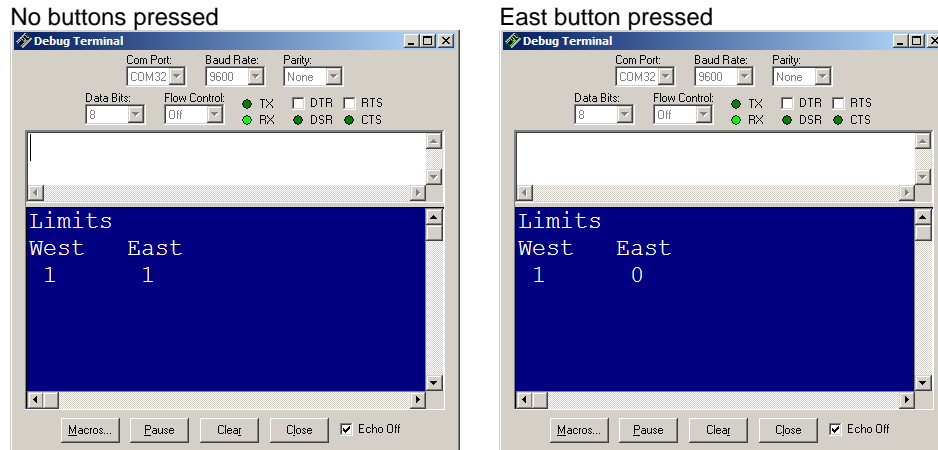 No buttons pressed
Debug Terminal
Com Port: Baud Rate: Parity:
COM32 9600 None
Data Bits: Flow Control: TX DTR RTS
8 Off RX DSR CTS
Limits
West East
1 1
Macros... Pause Clear Close Echo Off
East button pressed
Debug Terminal
Com Port: Baud Rate: Parity:
COM32 9600 None
Data Bits: Flow Control: TX DTR RTS
8 Off RX DSR CTS
Limits
West East
1 0
Macros... Pause Clear Close Echo Off